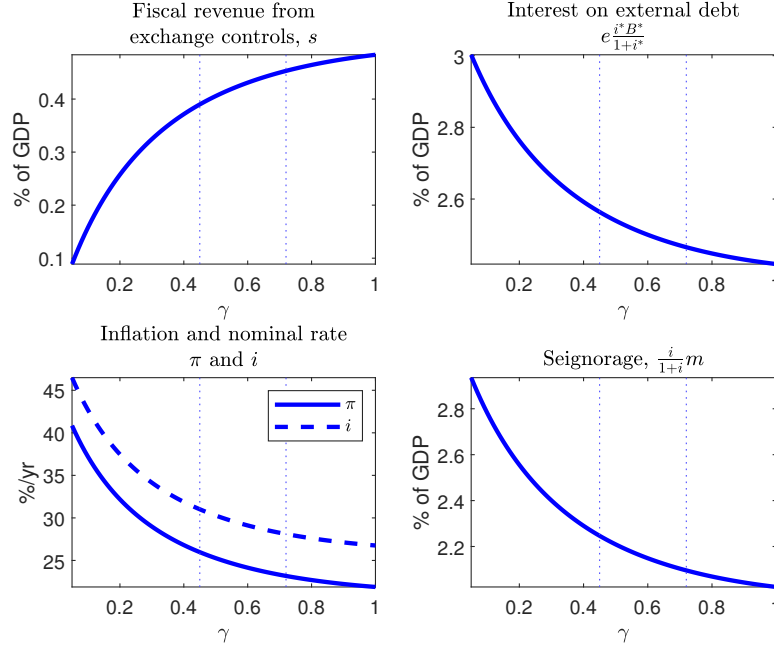 Fiscal revenue from
exchange controls, s
% of GDP
0.4
0.3
0.2
0.1
0.2 0.4 0.6 0.8 1
γ
Interest on external debt
e i*B*/1+i*
% of GDP
3
2.8
2.6
0.2 0.4 0.6 0.8 1
γ
Inflation and nominal rate
π and i
%/yr
45
40
35
30
25
π
i
0.2 0.4 0.6 0.8 1
γ
Seignorage, i/1+i m
% of GDP
2.8
2.6
2.4
2.2
0.2 0.4 0.6 0.8 1
γ